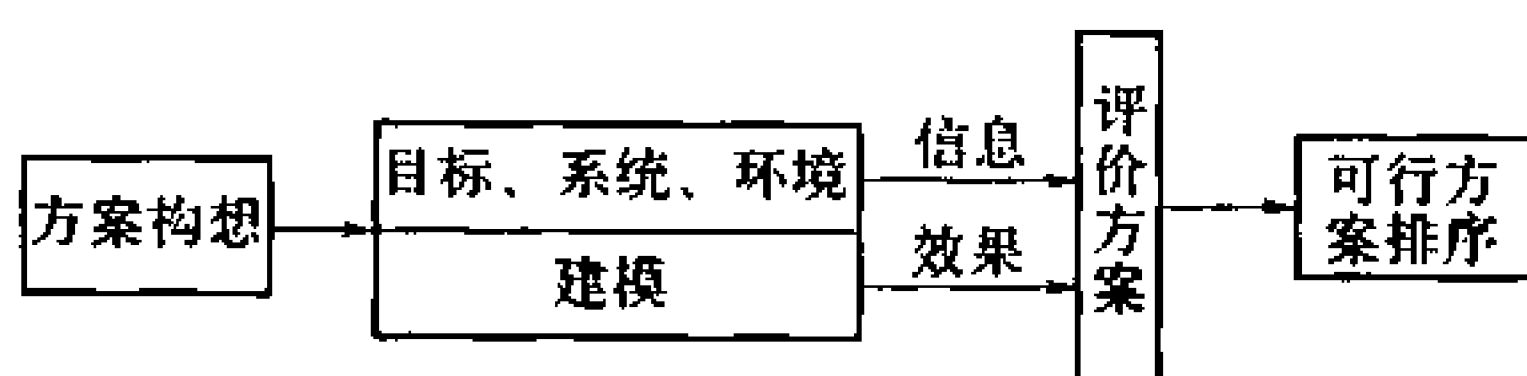 方案构想
目标、系统、环境
建模
信息
效果
评价方案
可行方
案排序